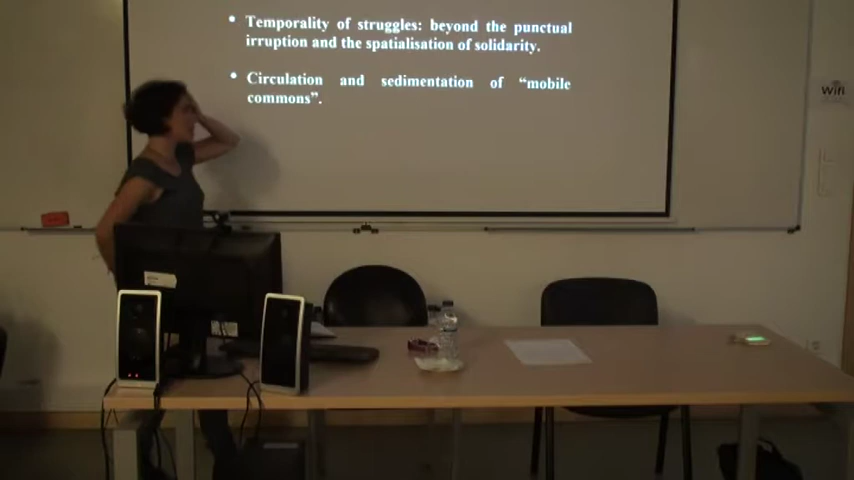 • Temporality of struggles: beyond the punctual
irruption and the spatialisation of solidarity.
• Circulation and sedimentation of “mobile
commons”.
wifi